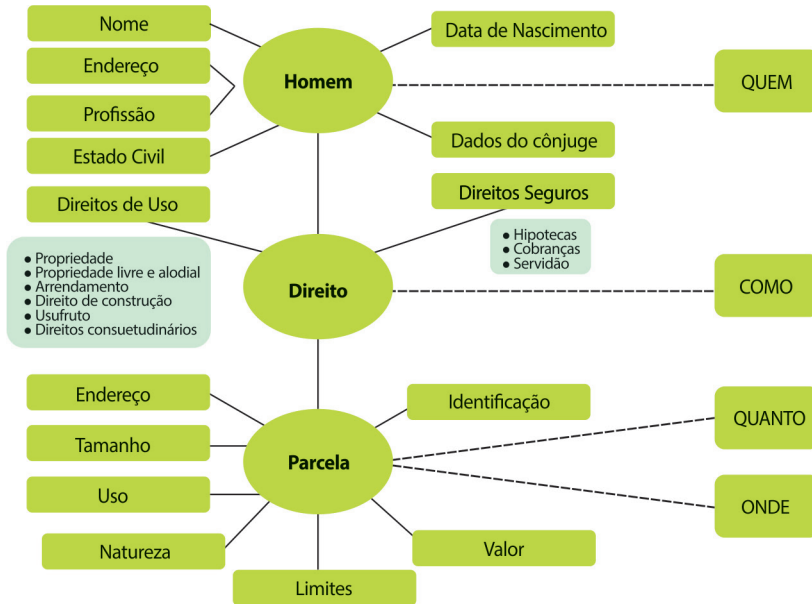 Nome
Data de Nascimento
Endereço
Homem
QUEM
Profissão
Estado Civil
Dados do cônjuge
Direitos de Uso
Direitos Seguros
• Hipotecas
• Cobranças
• Servidão
• Propriedade
• Propriedade livre e alodial
• Arrendamento
• Direito de construção
• Usufruto
• Direitos consuetudinários
Direito
COMO
Endereço
Identificação
QUANTO
Tamanho
Parcela
Uso
ONDE
Natureza
Valor
Limites